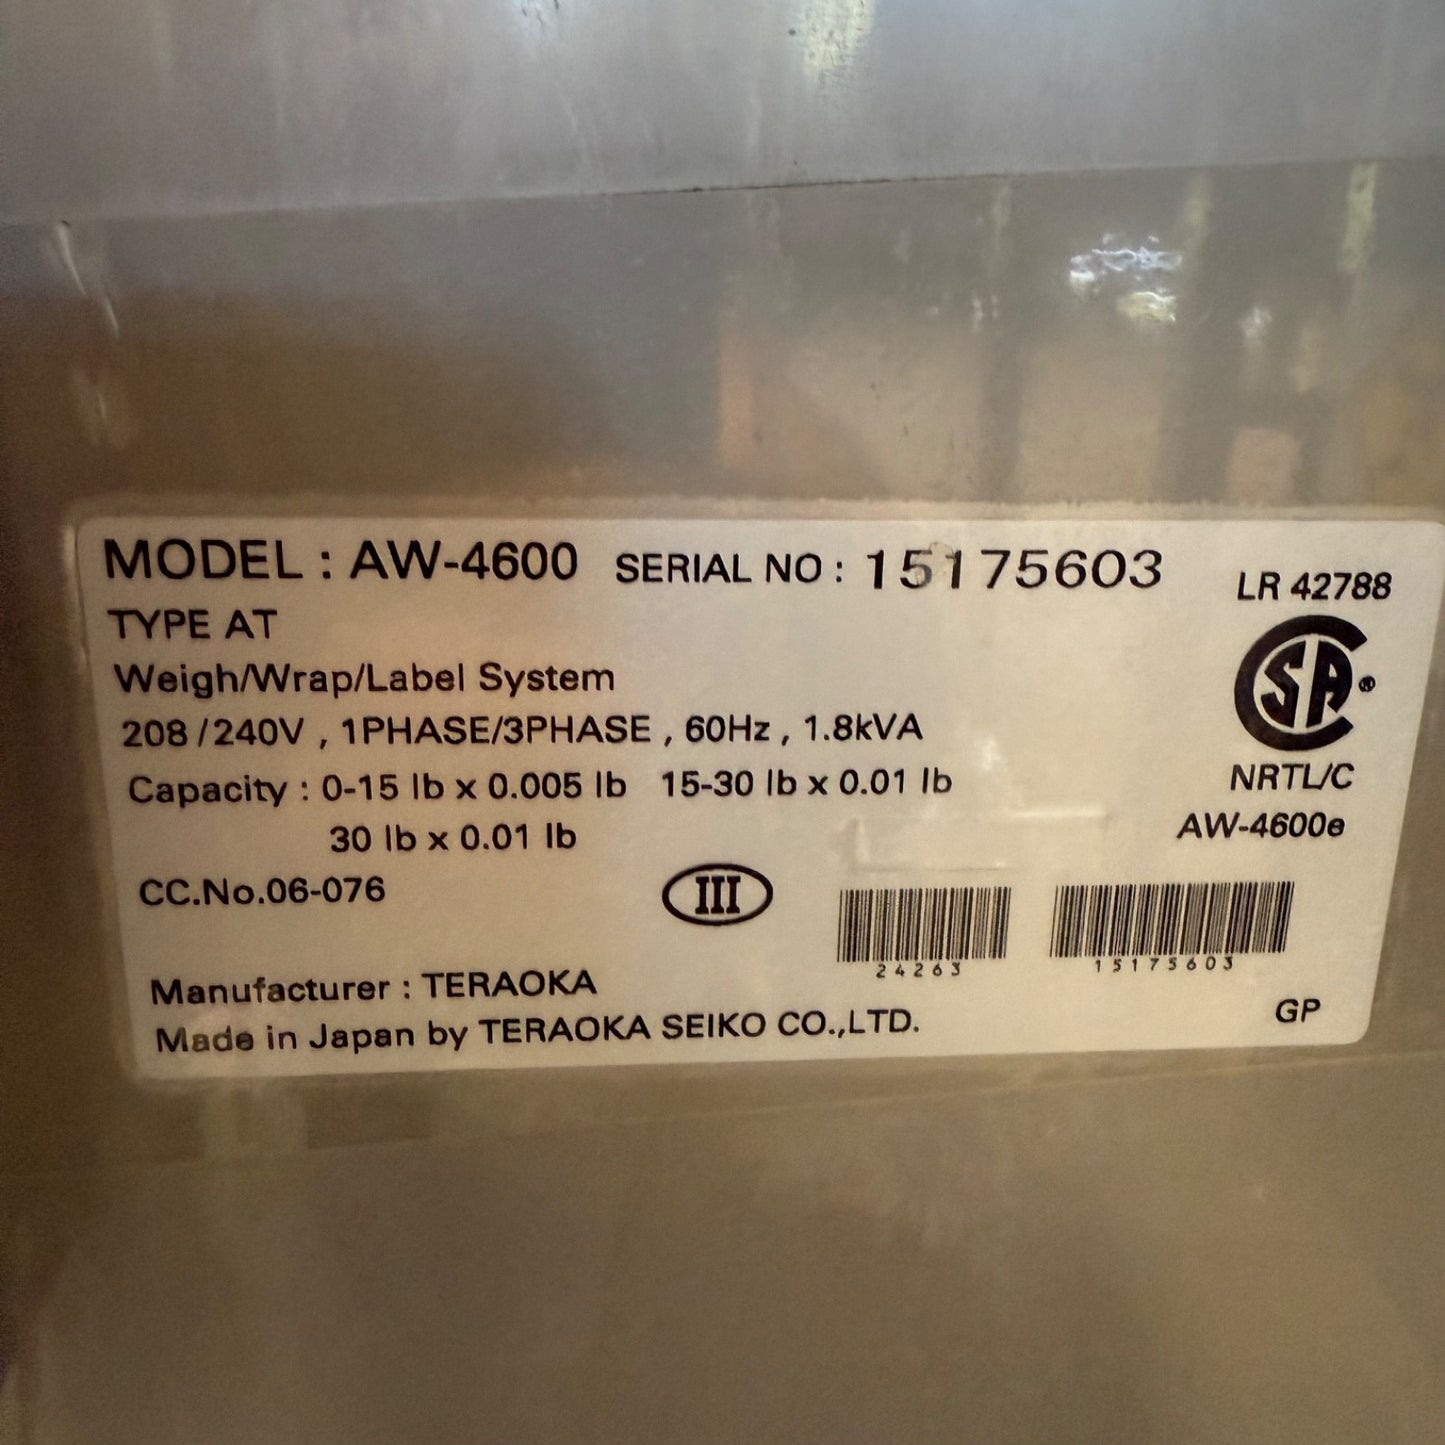 MODEL : AW-4600 SERIAL NO : 15175603 LR 42788
TYPE AT
SA ®
Weigh/Wrap/Label System
208/240V , 1PHASE/3PHASE , 60Hz , 1.8kVA
NRTL/C
Capacity : 0-15 lb x 0.005 lb 15-30 lb x 0.01 lb
AW-4600e
30 lb x 0.01 lb
CC.No.06-076 III
24263 15175603
Manufacturer : TERAOKA
GP
Made in Japan by TERAOKA SEIKO CO.,LTD.